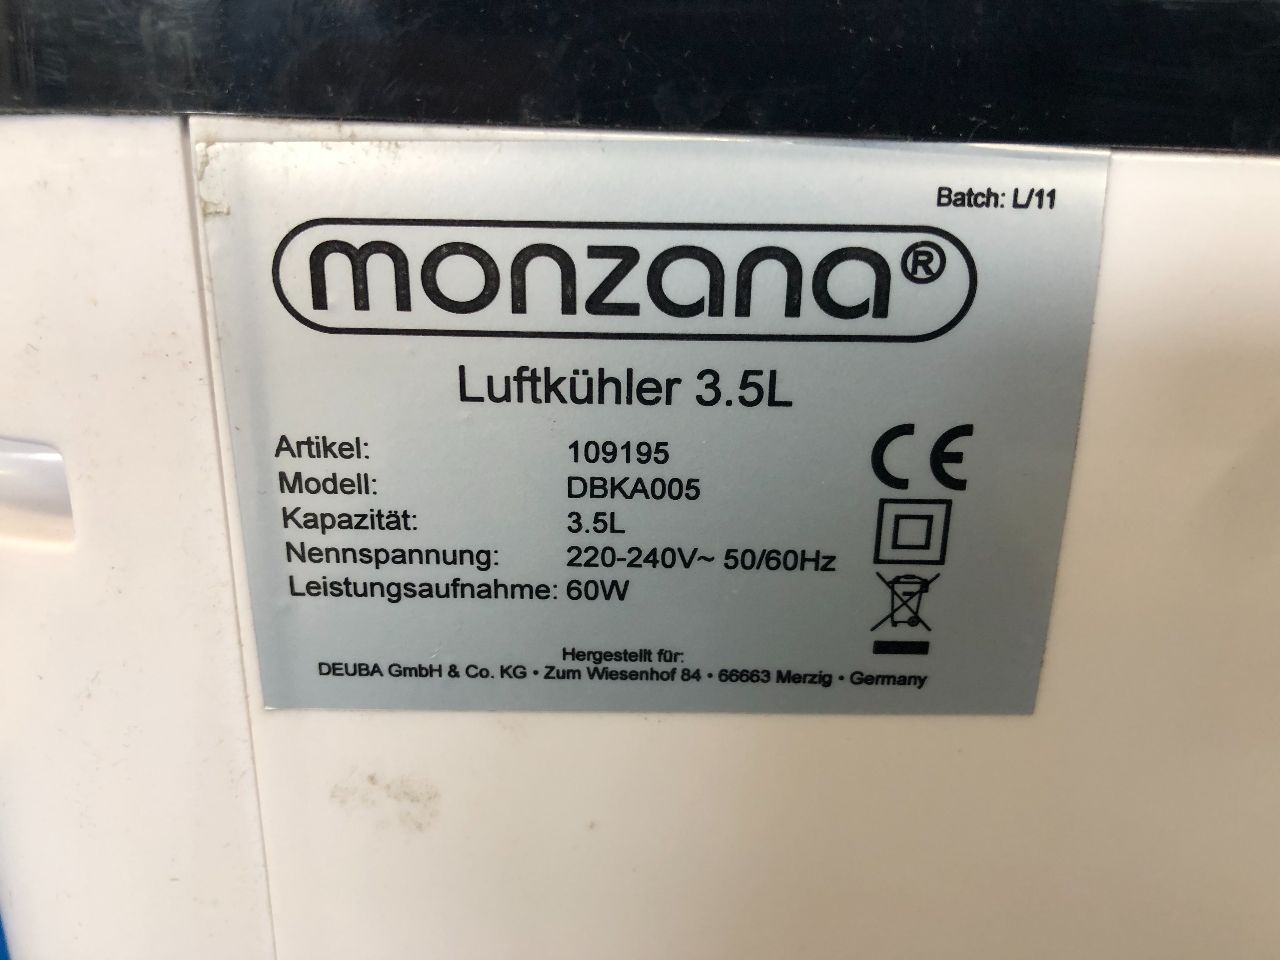 Batch: L/11
monzana®
Luftkühler 3.5L
Artikel: 109195
Modell: DBKA005
Kapazität: 3.5L
Nennspannung: 220-240V~ 50/60Hz
Leistungsaufnahme: 60W
CE
Hergestellt für:
DEUBA GmbH & Co. KG • Zum Wiesenhof 84 • 66663 Merzig • Germany